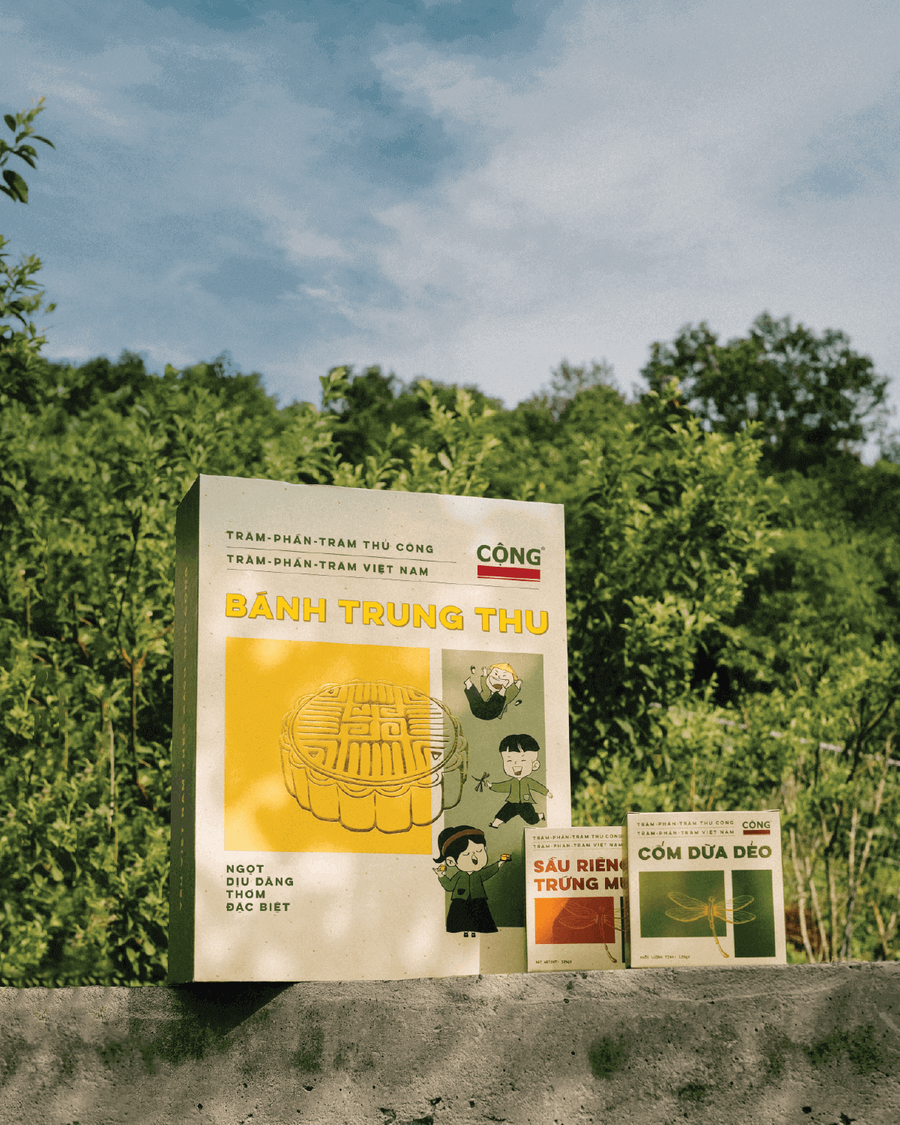 TRĂM-PHẦN-TRĂM THỦ CÔNG
TRĂM-PHẦN-TRĂM VIỆT NAM
CỘNG
BÁNH TRUNG THU
NGỌT
DỊU DÀNG
THƠM
ĐẶC BIỆT
TRĂM-PHẦN-TRĂM THỦ CÔNG
TRĂM-PHẦN-TRĂM VIỆT NAM
SẦU RIÊNG
TRỨNG
TRĂM-PHẦN-TRĂM THỦ CÔNG
TRĂM-PHẦN-TRĂM VIỆT NAM
CỘNG
CỐM DỪA DẺO